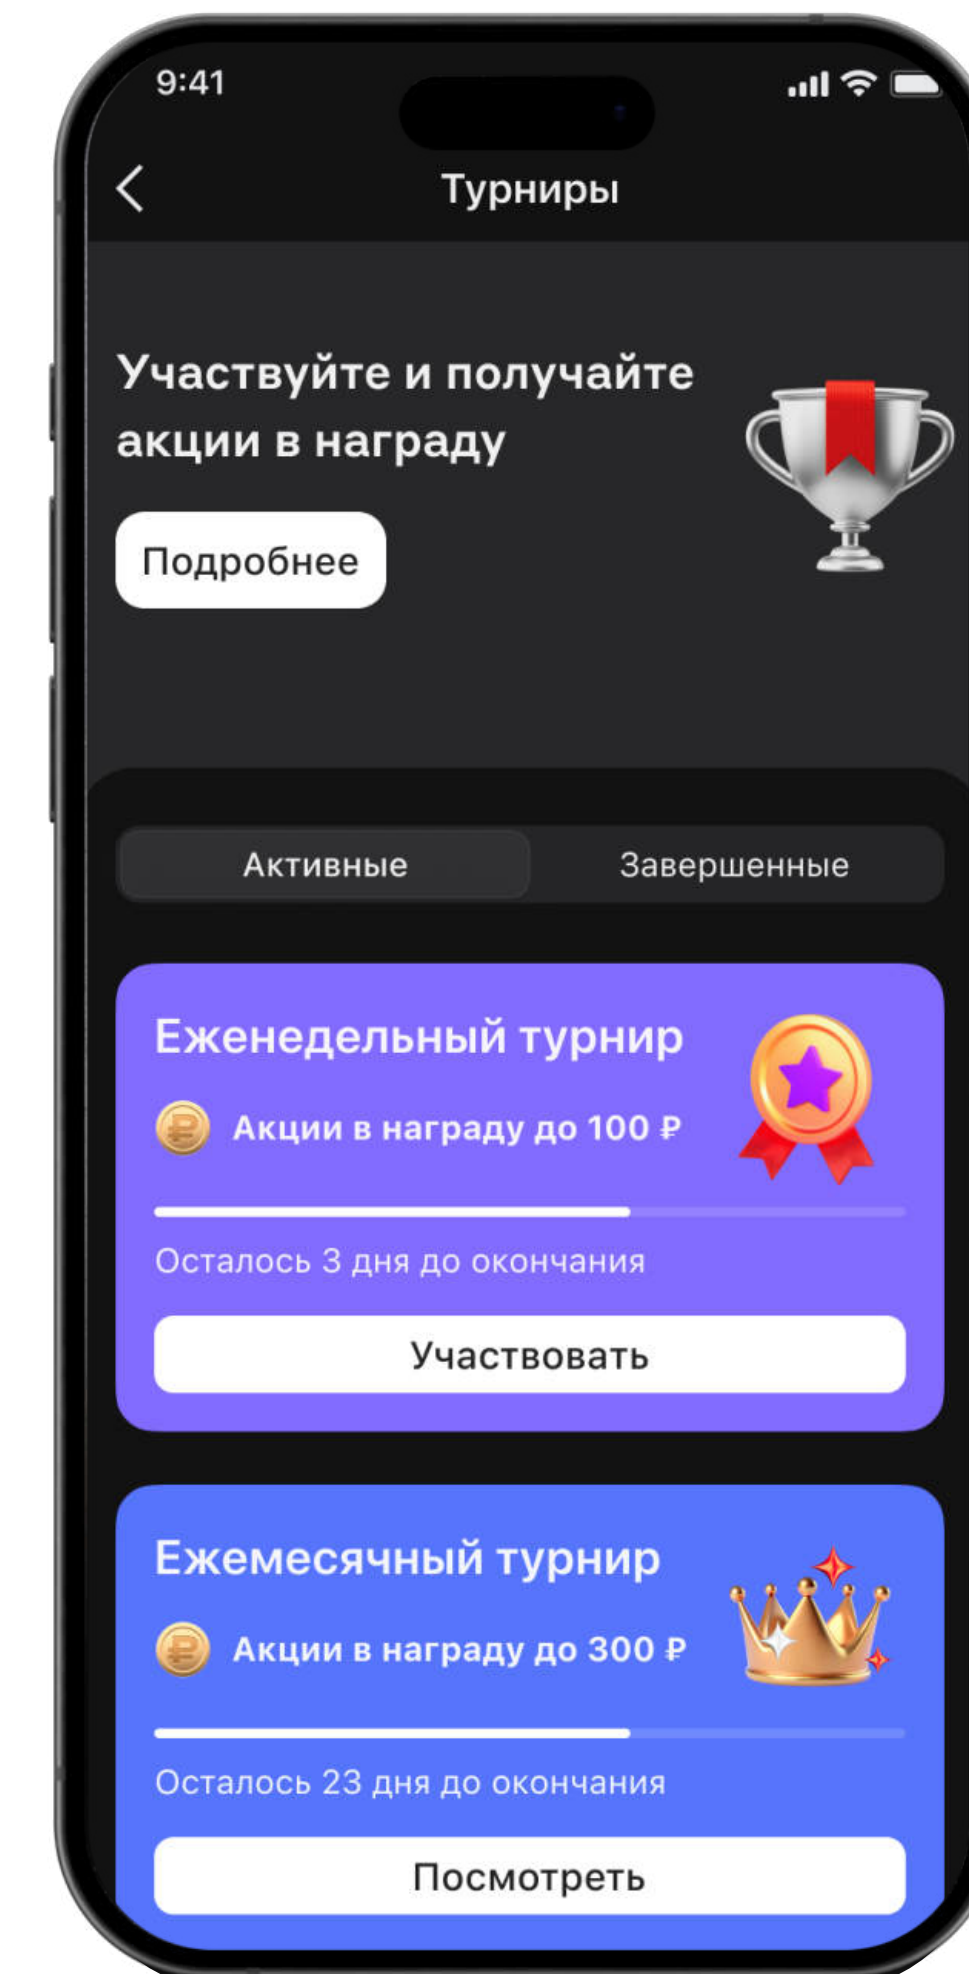 9:41
Турниры
Участвуйте и получайте
акции в награду
Подробнее
Активные
Завершенные
Еженедельный турнир
Акции в награду до 100 ₽
Осталось 3 дня до окончания
Участвовать
Ежемесячный турнир
Акции в награду до 300 ₽
Осталось 23 дня до окончания
Посмотреть